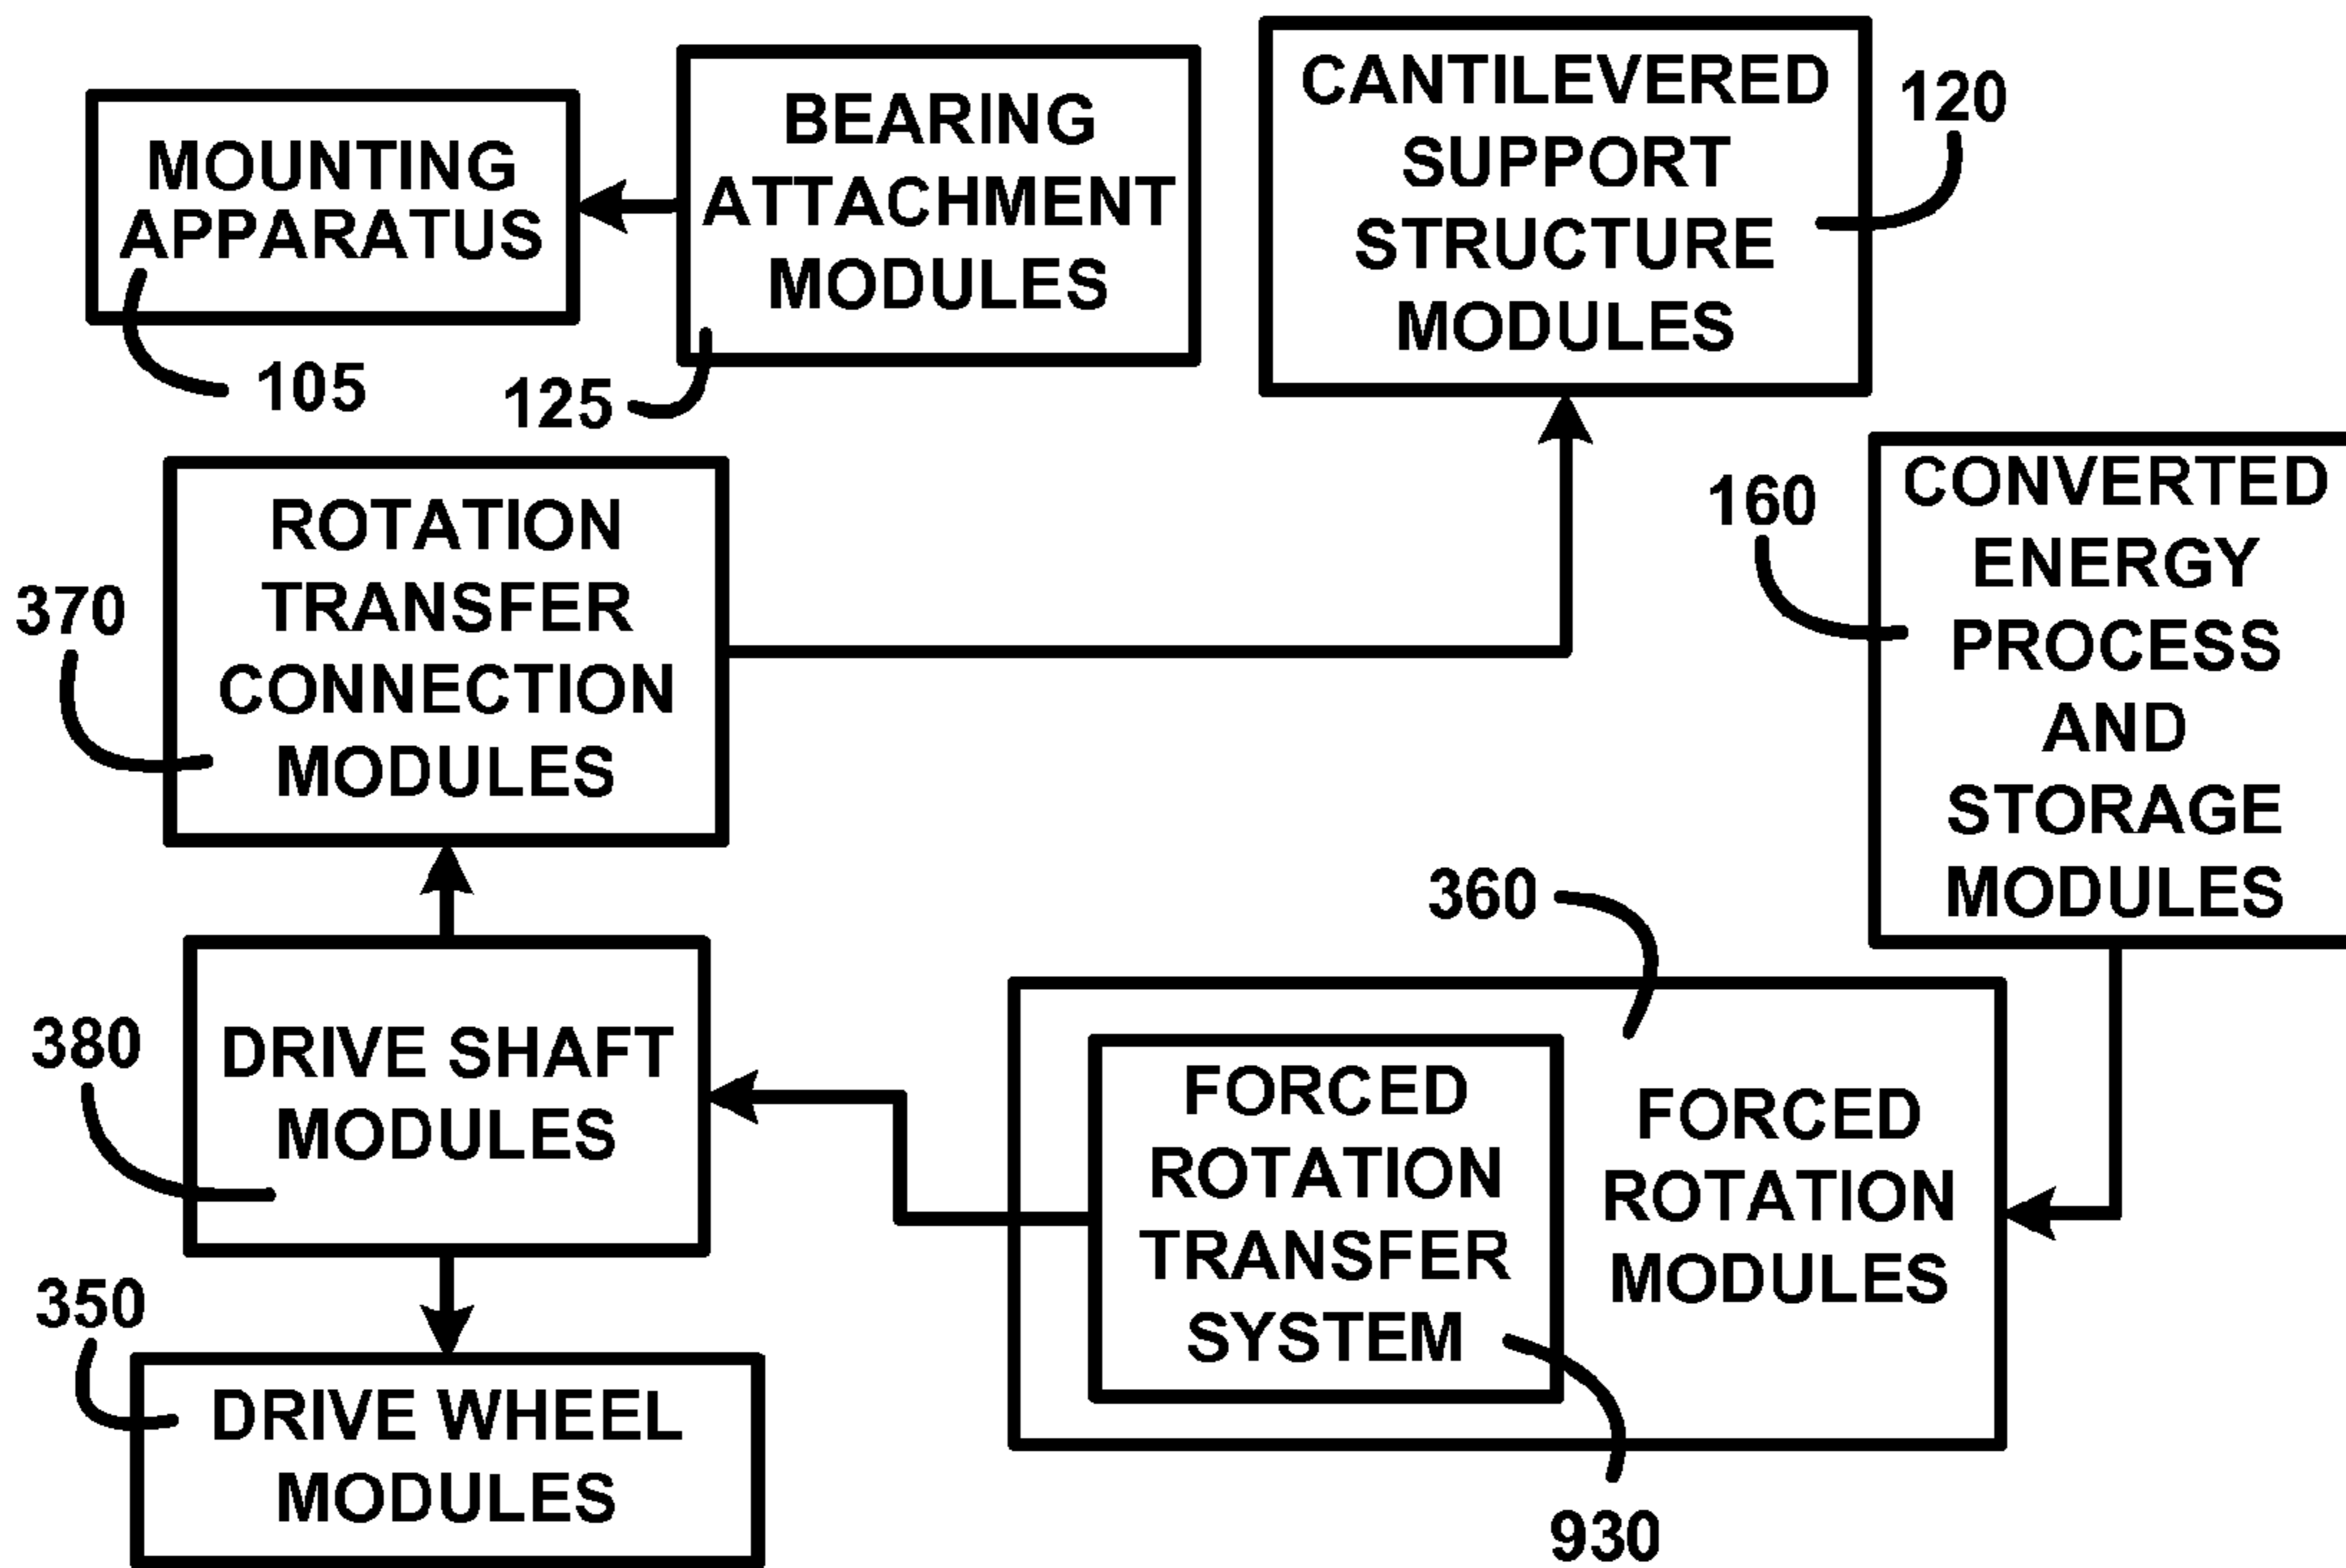 MOUNTING
APPARATUS
105
BEARING
ATTACHMENT
MODULES
125
CANTILEVERED
SUPPORT
STRUCTURE
MODULES
120
ROTATION
TRANSFER
CONNECTION
MODULES
370
CONVERTED
ENERGY
PROCESS
AND
STORAGE
MODULES
160
DRIVE SHAFT
MODULES
380
360
FORCED
ROTATION
TRANSFER
SYSTEM
FORCED
ROTATION
MODULES
930
350
DRIVE WHEEL
MODULES